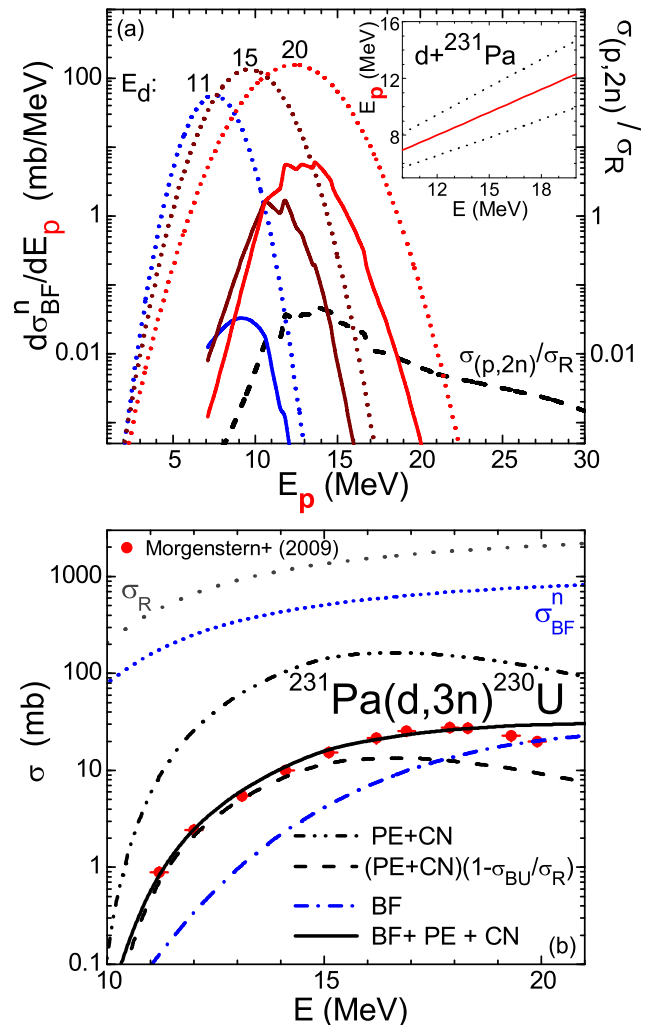 (a)
E_d: 11 15 20
dσ^n_BF/dE_p (mb/MeV)
100
1
0.01
5 10 15 20 25 30
E_p (MeV)
σ_(p,2n)/σ_R
1
0.01
σ_(p,2n)/σ_R
d+^231Pa
E_p (MeV)
16
12
8
12 15 18
E (MeV)
Morgenstern+ (2009)
σ_R
σ^n_BF
^231Pa(d,3n)^230U
σ (mb)
1000
100
10
1
0.1
PE+CN
(PE+CN)(1-σ_BU/σ_R)
BF
BF+ PE + CN
(b)
10 15 20
E (MeV)